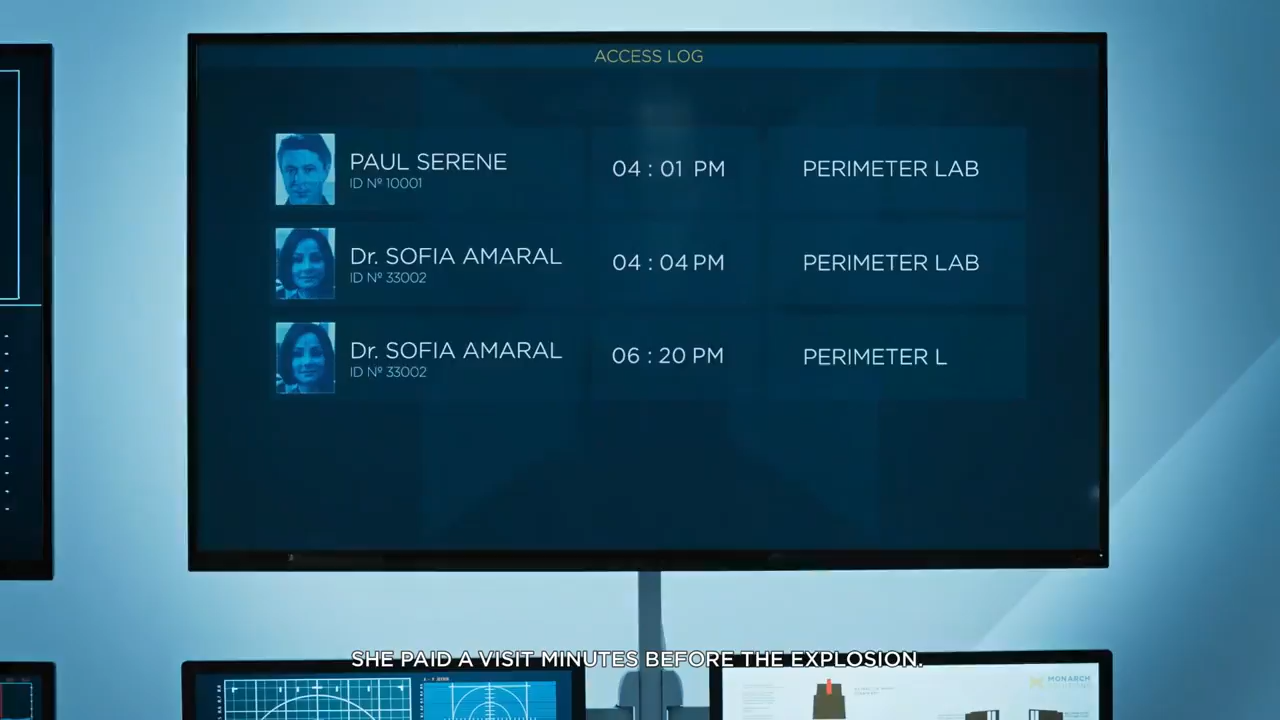 ACCESS LOG
PAUL SERENE
ID Nº 10001
04 : 01 PM
PERIMETER LAB
Dr. SOFIA AMARAL
ID Nº 33002
04 : 04 PM
PERIMETER LAB
Dr. SOFIA AMARAL
ID Nº 33002
06 : 20 PM
PERIMETER L
SHE PAID A VISIT MINUTES BEFORE THE EXPLOSION.
MONARCH